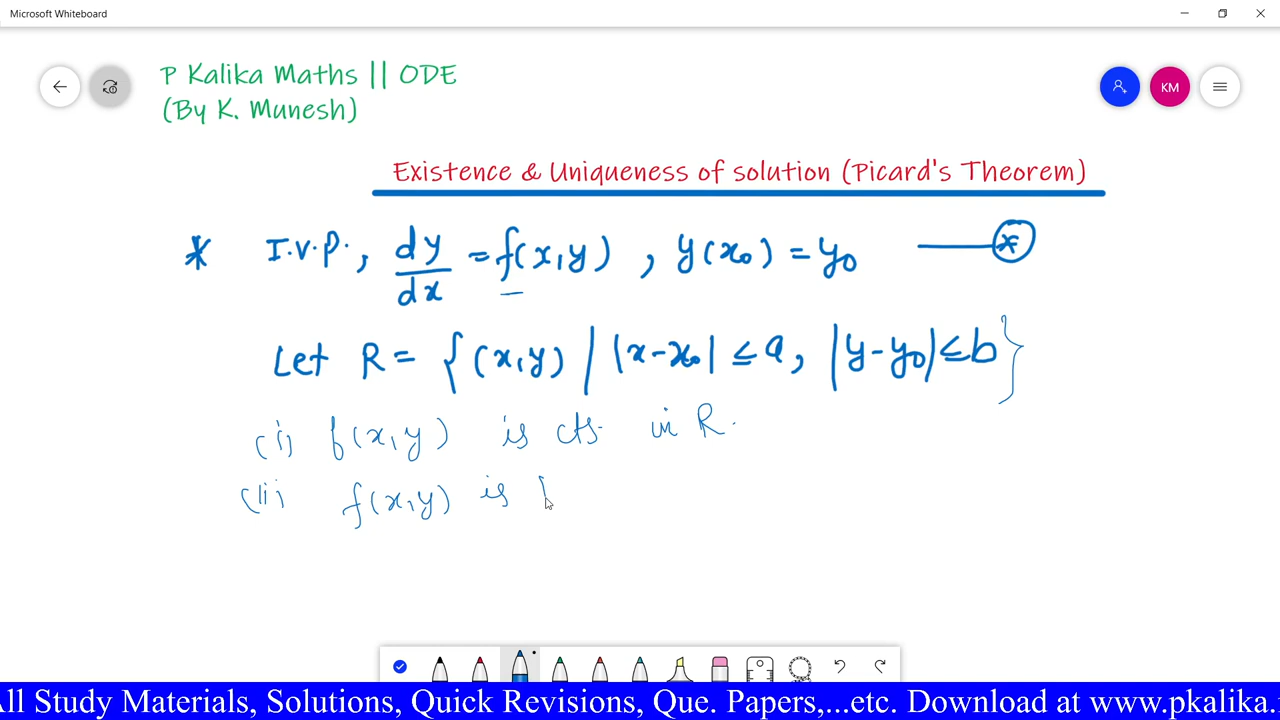 Microsoft Whiteboard
P Kalika Maths || ODE
(By K. Munesh)
KM
Existence & Uniqueness of solution (Picard's Theorem)
* I.V.P., dy/dx = f(x,y), y(x₀) = y₀ —— ⊛
Let R = {(x,y) | |x-x₀| ≤ a, |y-y₀| ≤ b}
(i) f(x,y) is cts. in R.
(ii) f(x,y) is
All Study Materials, Solutions, Quick Revisions, Que. Papers,...etc. Download at www.pkalika.